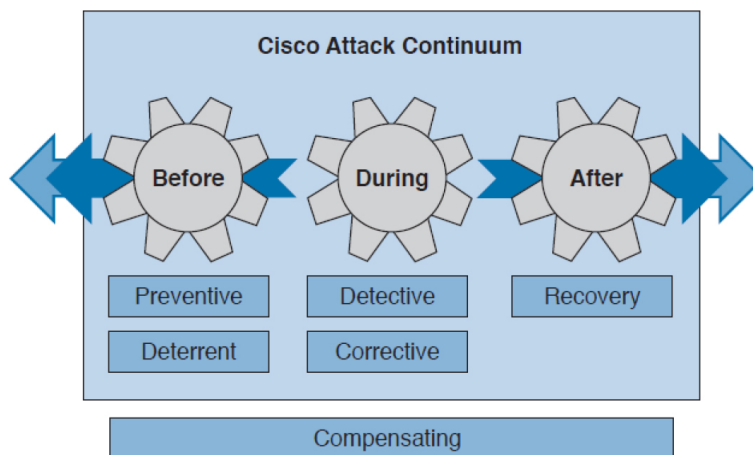 Cisco Attack Continuum
Before
During
After
Preventive
Detective
Recovery
Deterrent
Corrective
Compensating